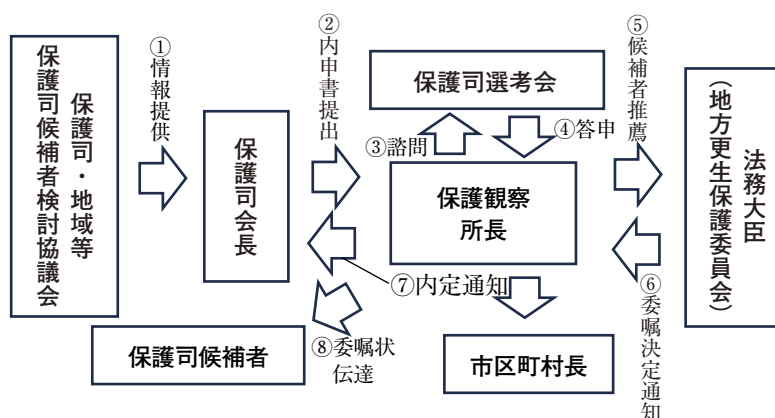 保護司・地域等
保護司候補者検討協議会
①情報提供
保護司会長
②内申書提出
保護司選考会
③諮問
④答申
保護観察
所長
⑤候補者推薦
法務大臣
（地方更生保護委員会）
⑥委嘱決定通知
⑦内定通知
⑧委嘱状
伝達
保護司候補者
市区町村長